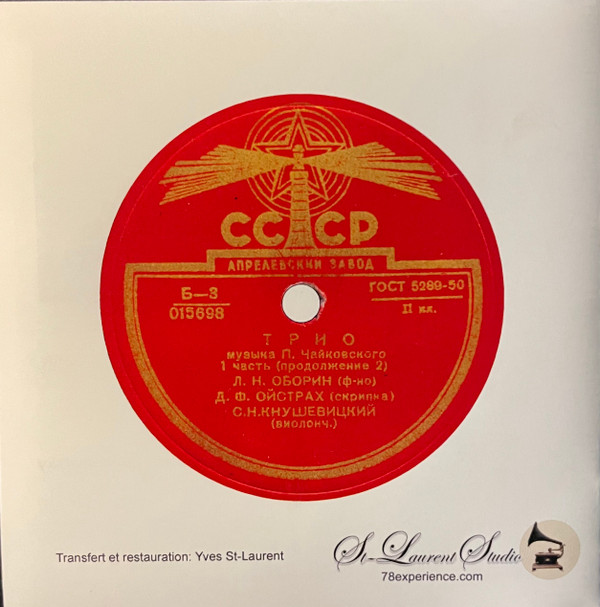 СССР
АПРЕЛЕВСКИЙ ЗАВОД
Б—3
015698
ГОСТ 5289-50
II кл.
ТРИО
музыка П. Чайковского
1 часть (продолжение 2)
Л. Н. ОБОРИН (ф-но)
Д. Ф. ОЙСТРАХ (скрипка)
С.Н.КНУШЕВИЦКИЙ
(виолонч.)
Transfert et restauration: Yves St-Laurent
St-Laurent Studio
78experience.com